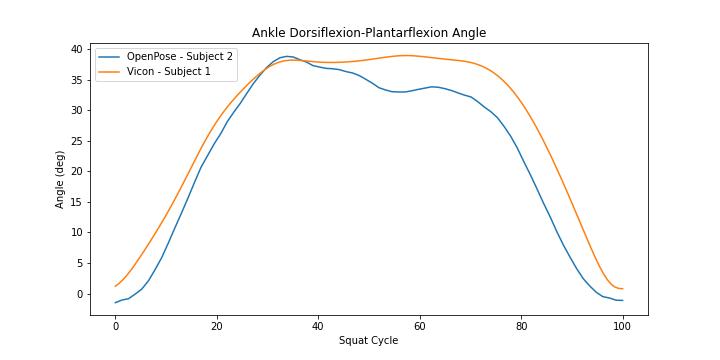 Ankle Dorsiflexion-Plantarflexion Angle
OpenPose - Subject 2
Vicon - Subject 1
Angle (deg)
40
35
30
25
20
15
10
5
0
0 20 40 60 80 100
Squat Cycle